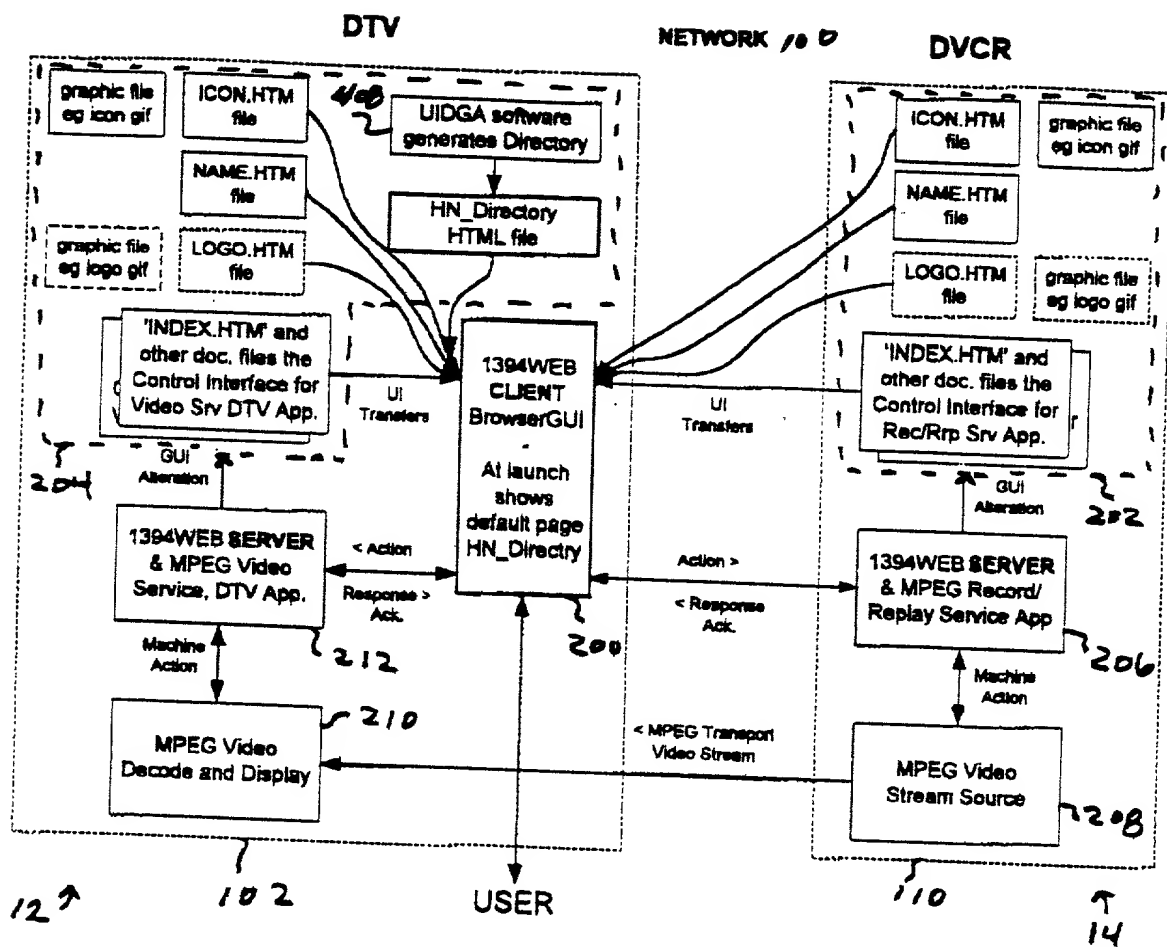 DTV
NETWORK 100
DVCR
graphic file
eg icon gif
ICON.HTM
file
408
UIDGA software
generates Directory
NAME.HTM
file
HN_Directory
HTML file
graphic file
eg logo gif
LOGO.HTM
file
'INDEX.HTM' and
other doc. files the
Control Interface for
Video Srv DTV App.
UI
Transfers
204
GUI
Alteration
1394WEB
CLIENT
BrowserGUI
-
At launch
shows
default page
HN_Directry
200
1394WEB SERVER
& MPEG Video
Service, DTV App.
212
< Action
Response >
Ack.
Machine
Action
210
MPEG Video
Decode and Display
ICON.HTM
file
graphic file
eg icon gif
NAME.HTM
file
LOGO.HTM
file
graphic file
eg logo gif
UI
Transfers
'INDEX.HTM' and
other doc. files the
Control Interface for
Rec/Rrp Srv App.
r
GUI
Alteration
202
Action >
< Response
Ack.
1394WEB SERVER
& MPEG Record/
Replay Service App
206
Machine
Action
< MPEG Transport
Video Stream
MPEG Video
Stream Source
208
12
102
USER
110
14